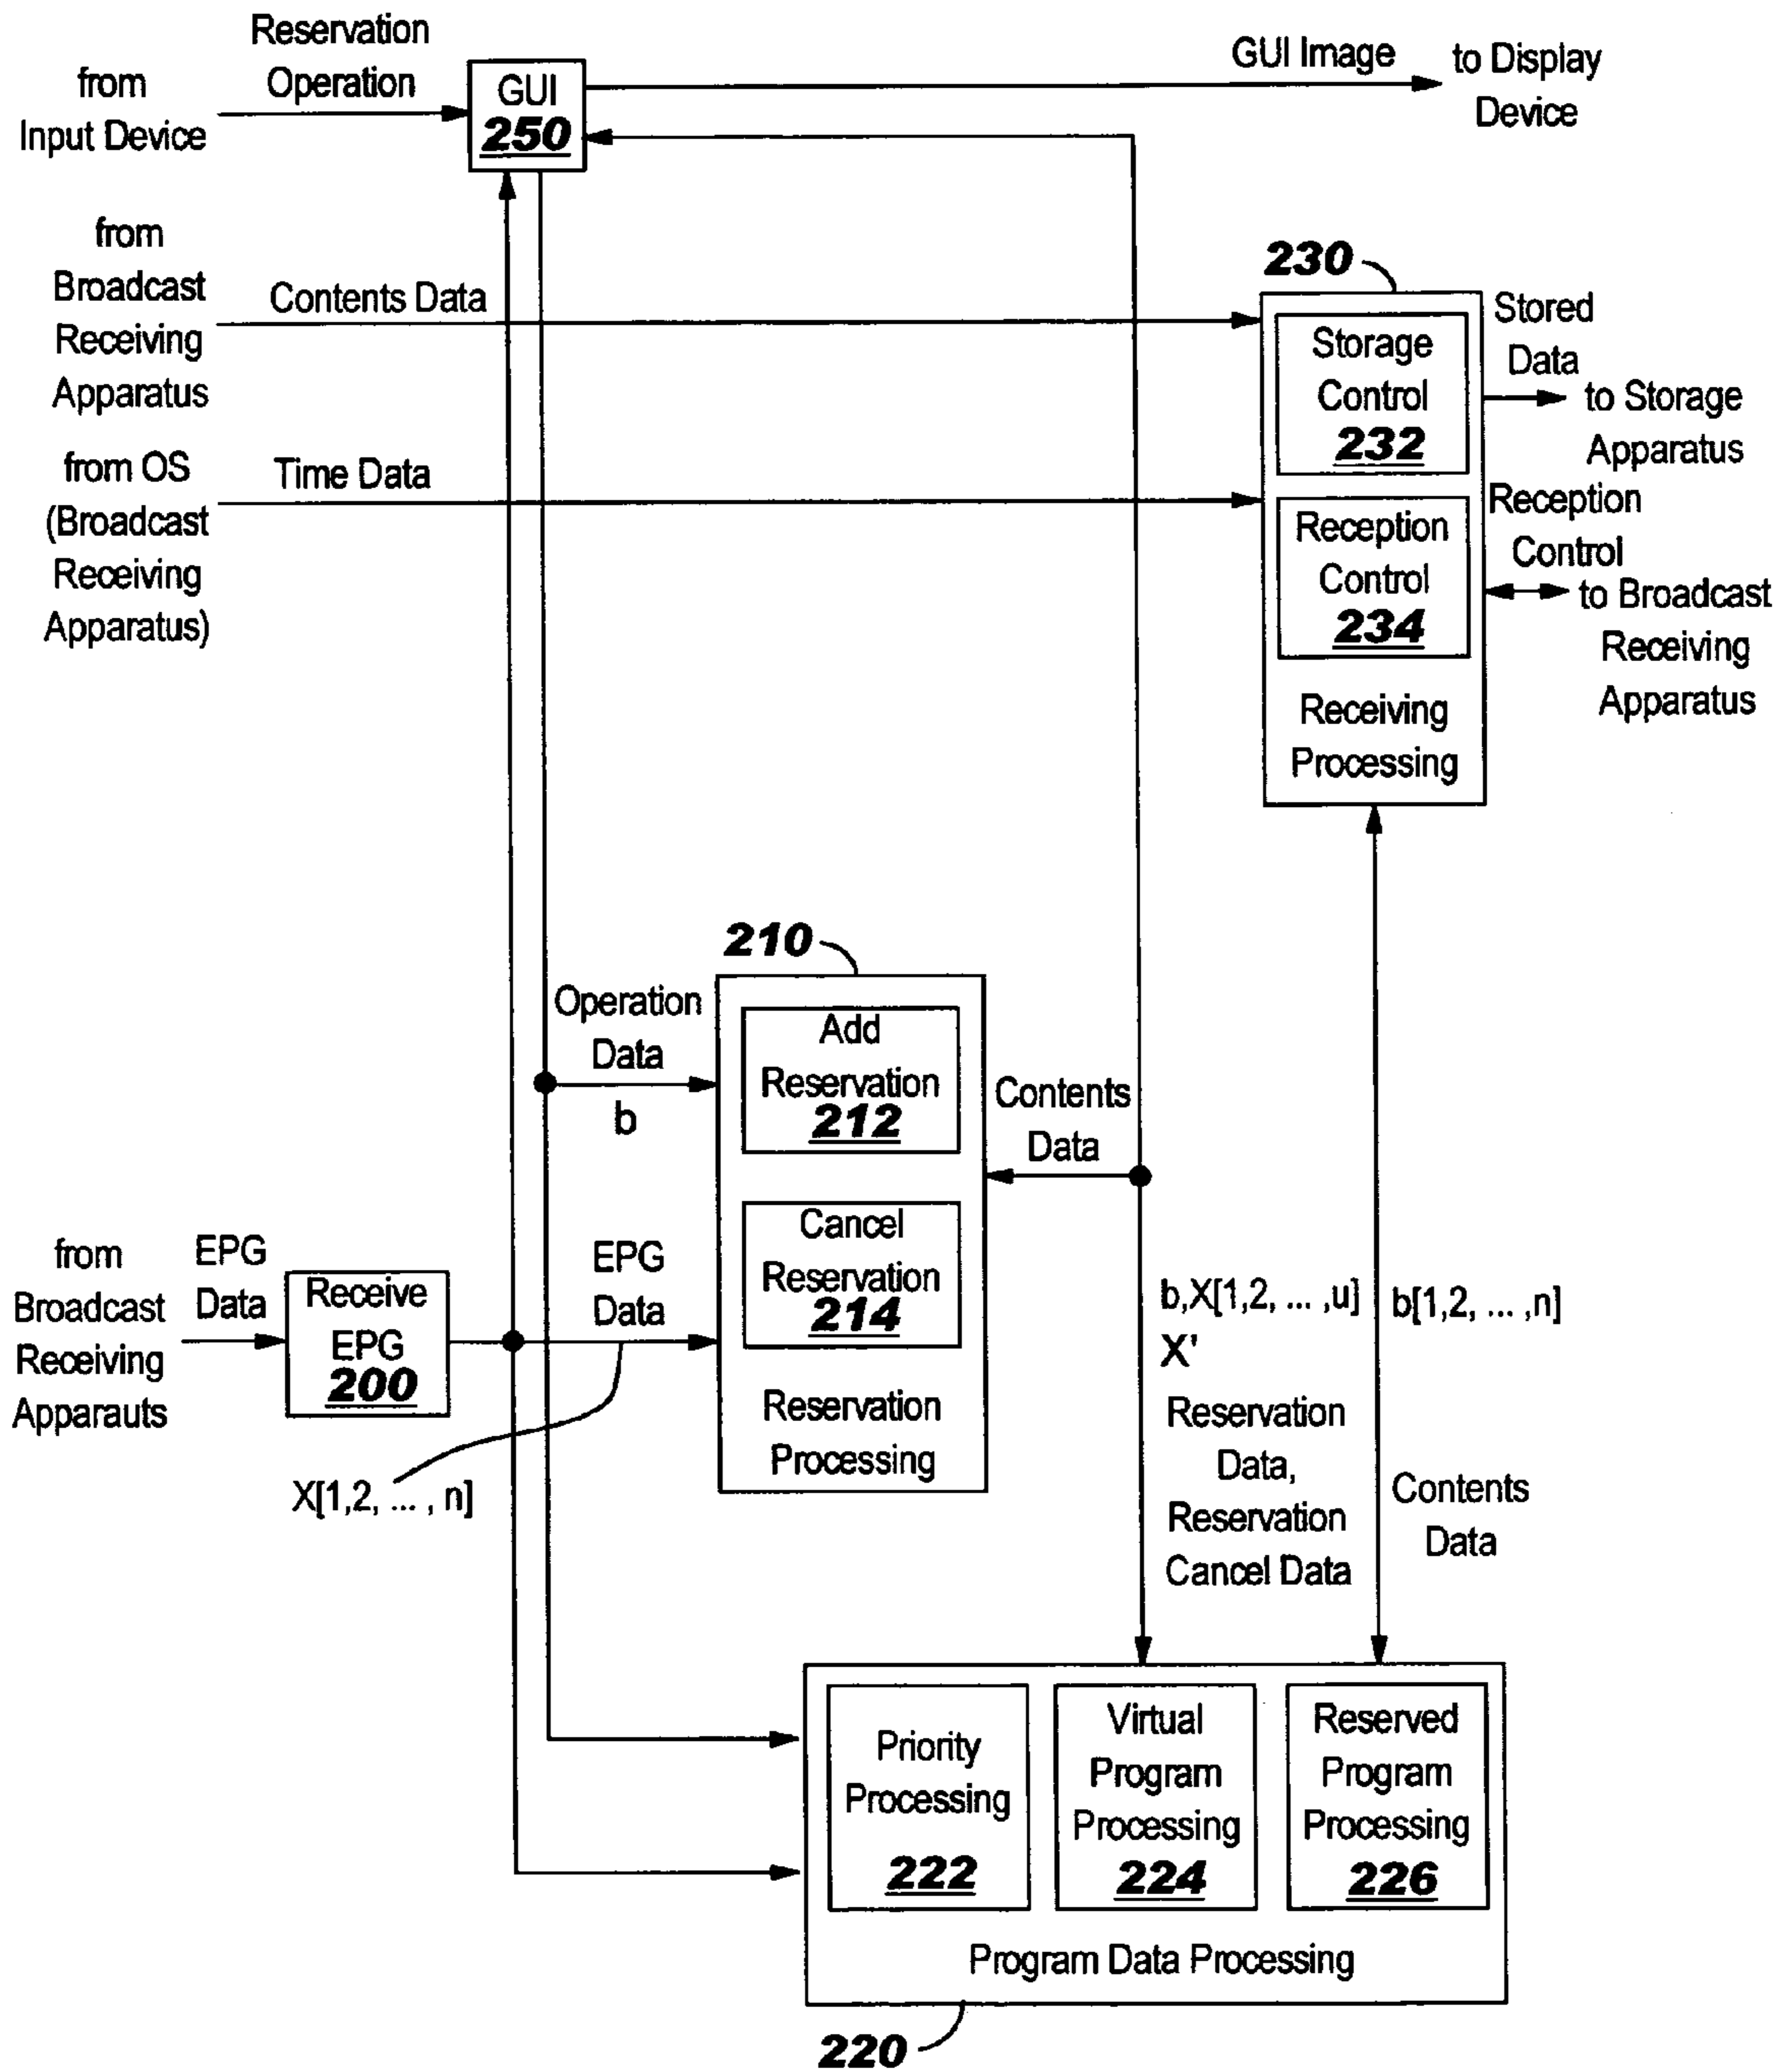 from
Input Device
Reservation
Operation
GUI
250
GUI Image
to Display
Device
from
Broadcast
Receiving
Apparatus
Contents Data
from OS
(Broadcast
Receiving
Apparatus)
Time Data
230
Storage
Control
232
Reception
Control
234
Receiving
Processing
Stored
Data
to Storage
Apparatus
Reception
Control
to Broadcast
Receiving
Apparatus
210
Operation
Data
b
Add
Reservation
212
Cancel
Reservation
214
Reservation
Processing
Contents
Data
from
Broadcast
Receiving
Apparauts
EPG
Data
Receive
EPG
200
EPG
Data
X[1,2, ... , n]
b,X[1,2, ... ,u]
X'
Reservation
Data,
Reservation
Cancel Data
b[1,2, ... ,n]
Contents
Data
Priority
Processing
222
Virtual
Program
Processing
224
Reserved
Program
Processing
226
Program Data Processing
220